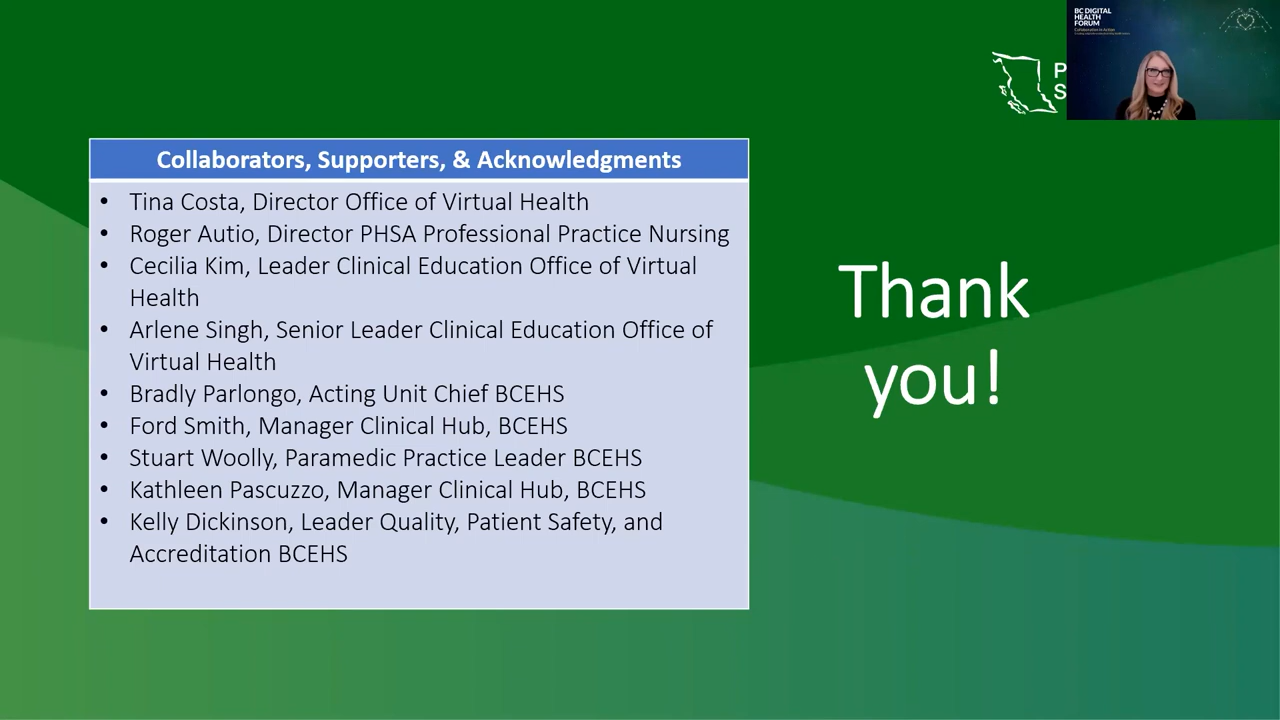 BC DIGITAL
HEALTH
FORUM
Collaboration in Action
P
S
Collaborators, Supporters, & Acknowledgments
• Tina Costa, Director Office of Virtual Health
• Roger Autio, Director PHSA Professional Practice Nursing
• Cecilia Kim, Leader Clinical Education Office of Virtual
Health
• Arlene Singh, Senior Leader Clinical Education Office of
Virtual Health
• Bradly Parlongo, Acting Unit Chief BCEHS
• Ford Smith, Manager Clinical Hub, BCEHS
• Stuart Woolly, Paramedic Practice Leader BCEHS
• Kathleen Pascuzzo, Manager Clinical Hub, BCEHS
• Kelly Dickinson, Leader Quality, Patient Safety, and
Accreditation BCEHS
Thank
you!